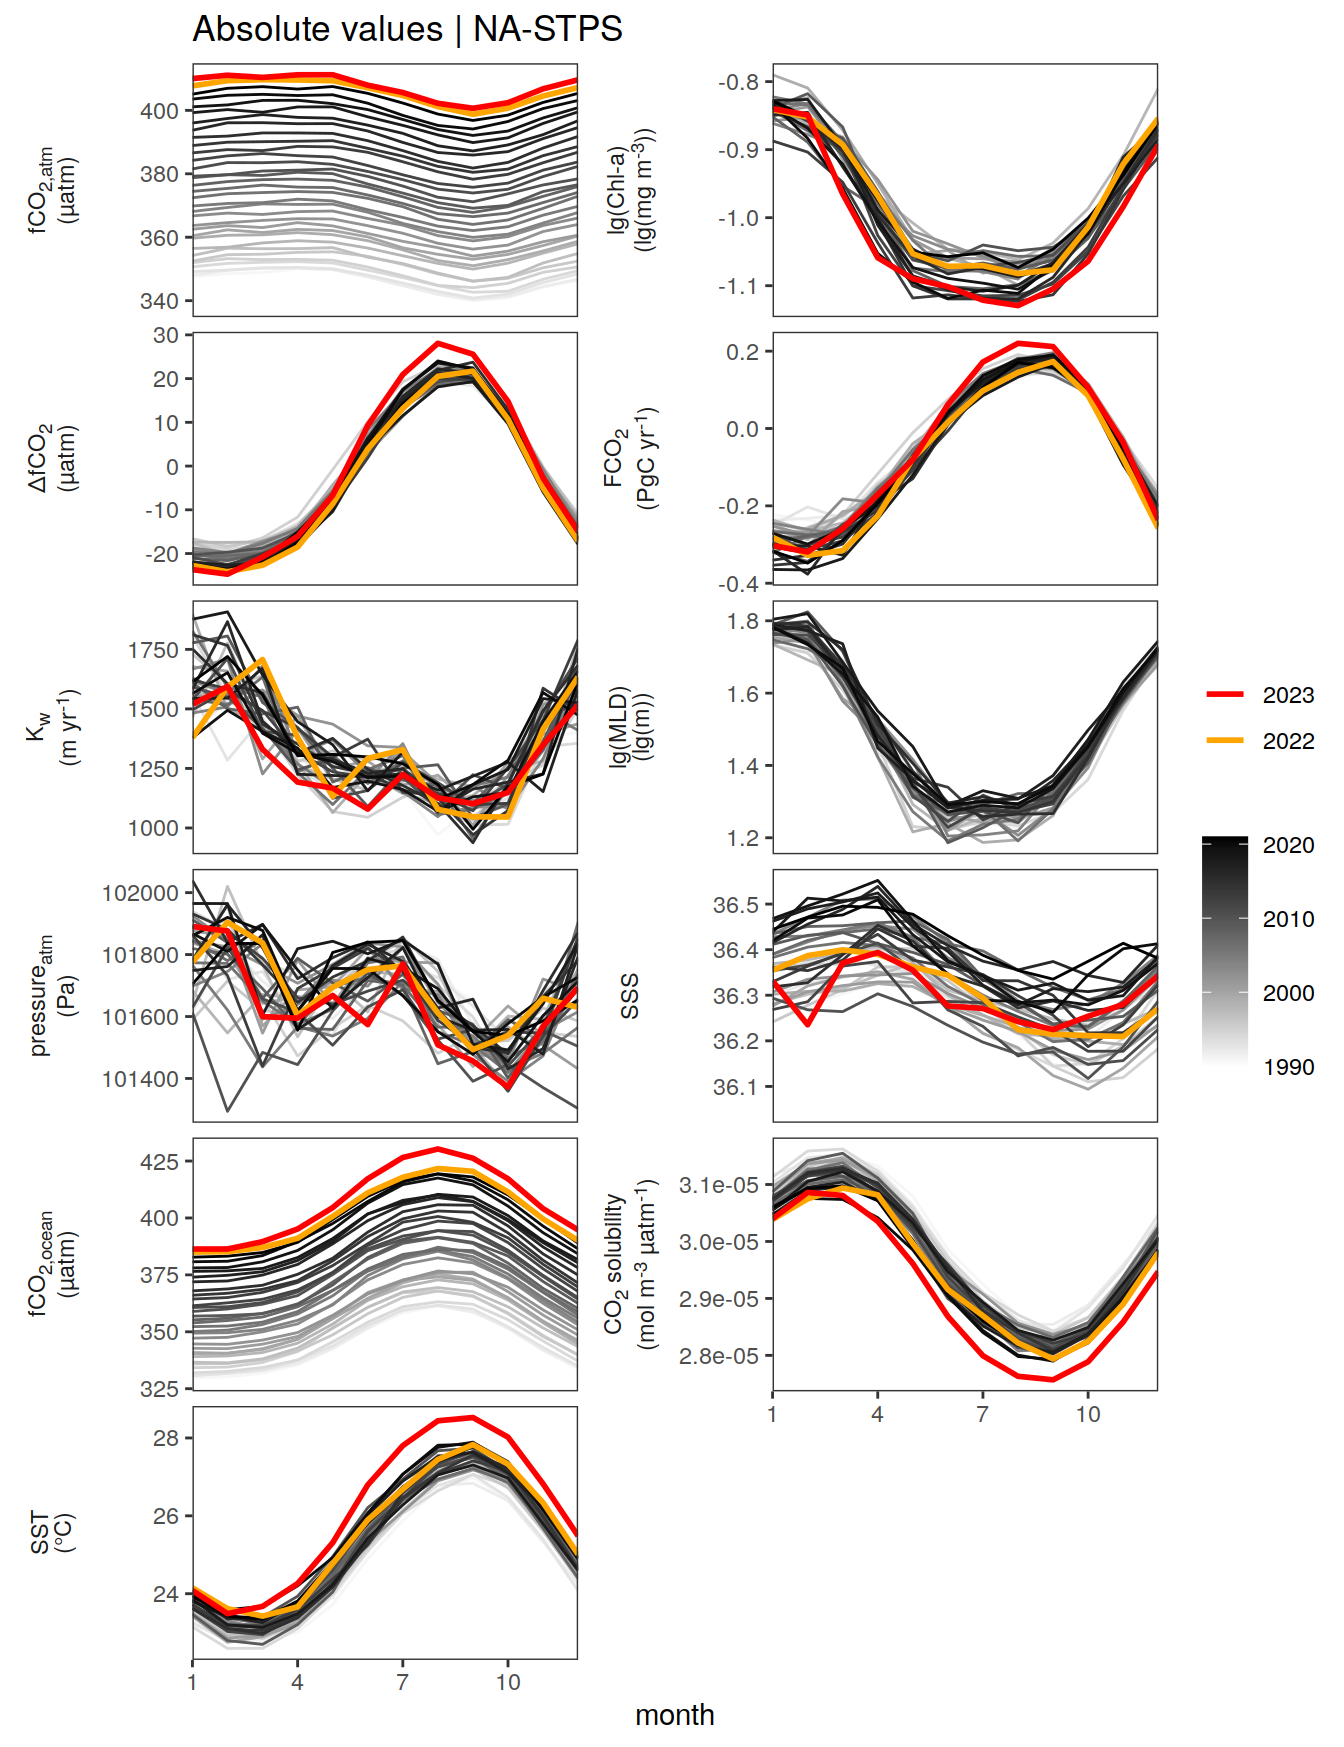 Absolute values | NA-STPS
fCO2,atm
(µatm)
400
380
360
340
lg(Chl-a)
(lg(mg m-3))
-0.8
-0.9
-1.0
-1.1
ΔfCO2
(µatm)
30
20
10
0
-10
-20
FCO2
(PgC yr-1)
0.2
0.0
-0.2
-0.4
Kw
(m yr-1)
1750
1500
1250
1000
lg(MLD)
(lg(m))
1.8
1.6
1.4
1.2
pressureatm
(Pa)
102000
101800
101600
101400
SSS
36.5
36.4
36.3
36.2
36.1
fCO2,ocean
(µatm)
425
400
375
350
325
CO2 solubility
(mol m-3 µatm-1)
3.1e-05
3.0e-05
2.9e-05
2.8e-05
1 4 7 10
SST
(°C)
28
26
24
1 4 7 10
month
2023
2022
2020
2010
2000
1990